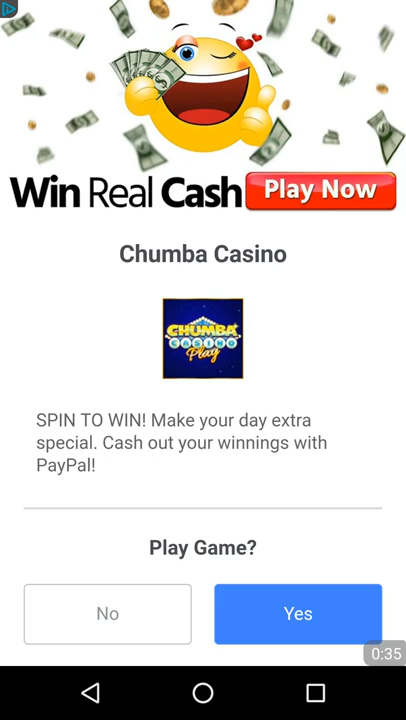 Win Real Cash Play Now
Chumba Casino
CHUMBA
CASINO
Play
SPIN TO WIN! Make your day extra
special. Cash out your winnings with
PayPal!
Play Game?
No Yes
0:35